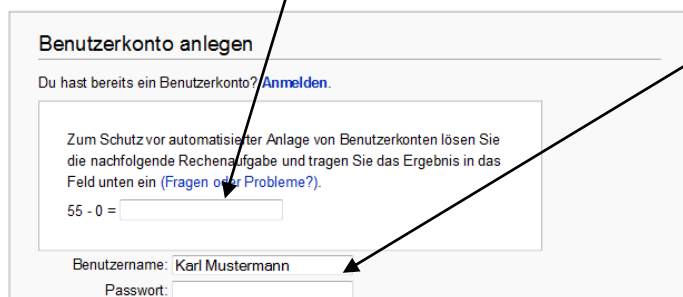 Benutzerkonto anlegen
Du hast bereits ein Benutzerkonto? Anmelden.
Zum Schutz vor automatisierter Anlage von Benutzerkonten lösen Sie
die nachfolgende Rechenaufgabe und tragen Sie das Ergebnis in das
Feld unten ein (Fragen oder Probleme?).
55 - 0 =
Benutzername: Karl Mustermann
Passwort: